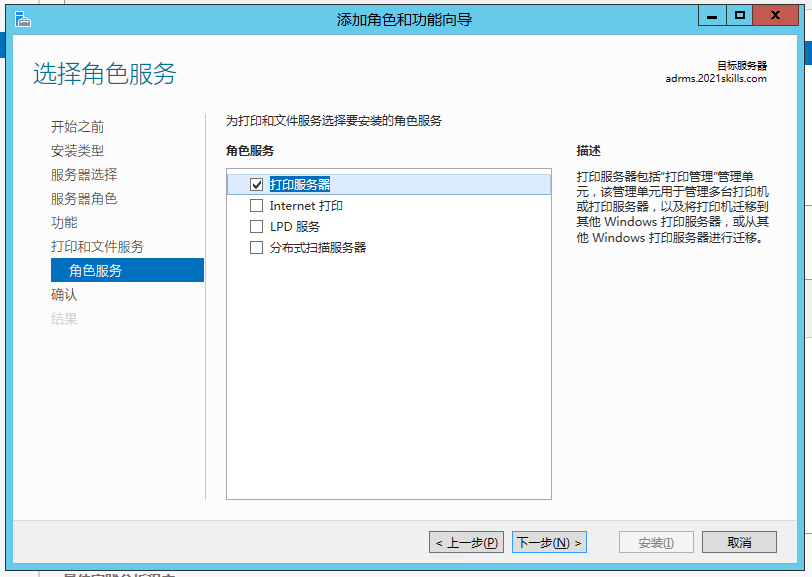 添加角色和功能向导
选择角色服务
目标服务器
adrms.2021skills.com
开始之前
安装类型
服务器选择
服务器角色
功能
打印和文件服务
角色服务
确认
结果
为打印和文件服务选择要安装的角色服务
角色服务
打印服务器
Internet 打印
LPD 服务
分布式扫描服务器
描述
打印服务器包括“打印管理”管理单
元，该管理单元用于管理多台打印机
或打印服务器，以及将打印机迁移到
其他 Windows 打印服务器，或从其
他 Windows 打印服务器进行迁移。
< 上一步(P)
下一步(N) >
安装(I)
取消